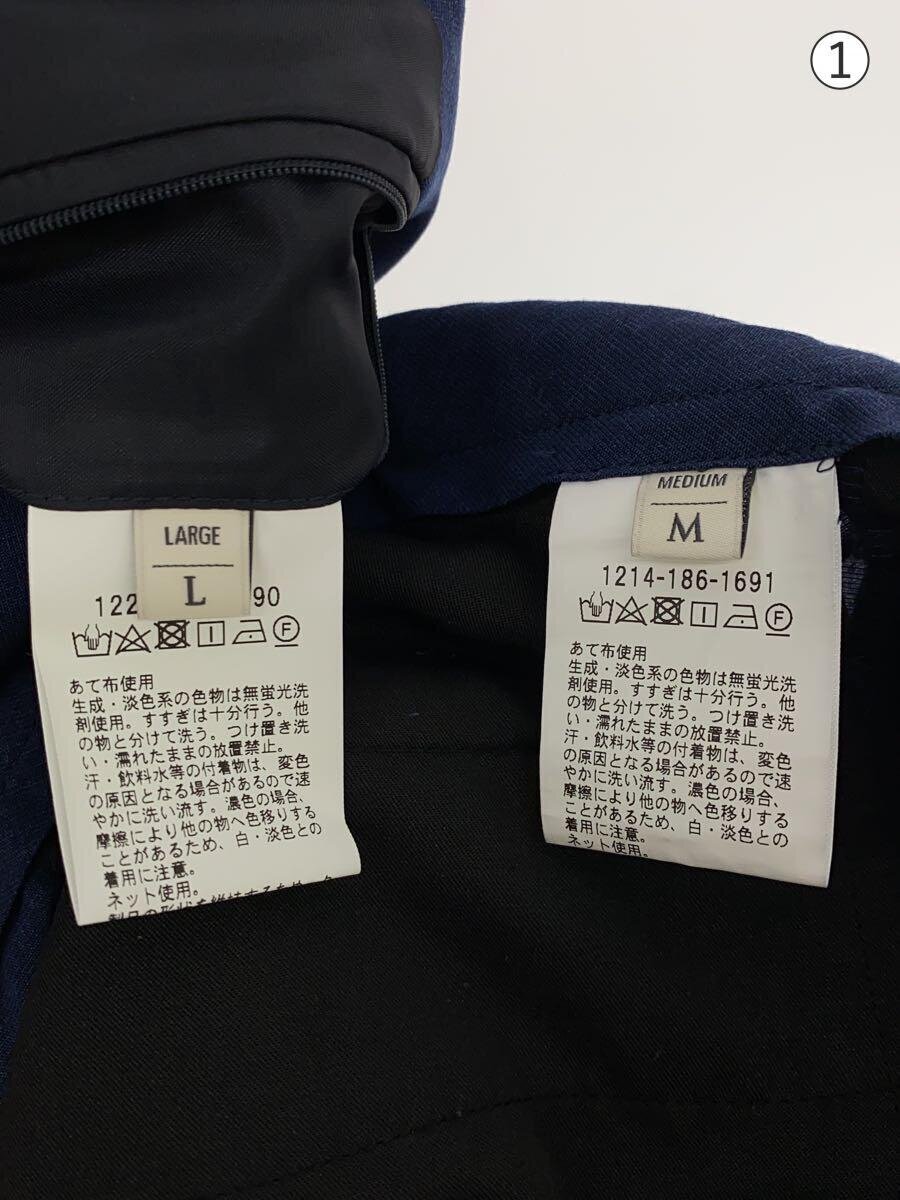 ①
LARGE
L
122
90
F
あて布使用
生成・淡色系の色物は無蛍光洗
剤使用。すすぎは十分行う。他
の物と分けて洗う。つけ置き洗
い・濡れたままの放置禁止。
汗・飲料水等の付着物は、変色
の原因となる場合があるので速
やかに洗い流す。濃色の場合、
摩擦により他の物へ色移りする
ことがあるため、白・淡色との
着用に注意。
ネット使用。
製品の形状を維持するため、
MEDIUM
M
1214-186-1691
F
あて布使用
生成・淡色系の色物は無蛍光洗
剤使用。すすぎは十分行う。他
の物と分けて洗う。つけ置き洗
い・濡れたままの放置禁止。
汗・飲料水等の付着物は、変色
の原因となる場合があるので速
やかに洗い流す。濃色の場合、
摩擦により他の物へ色移りする
ことがあるため、白・淡色との
着用に注意。
ネット使用。